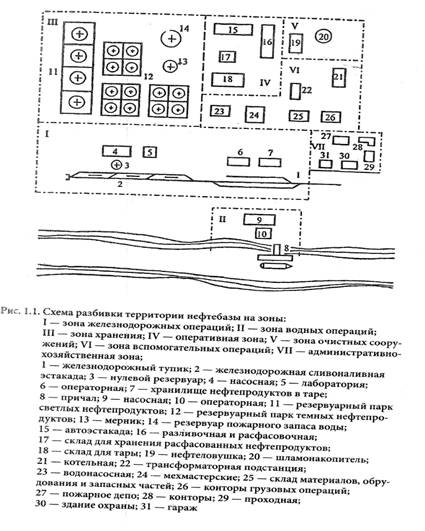 III
14
15
16
V
19
20
17
13
11
12
VI
21
18
IV
22
23
24
25
26
I
4
5
3
6
7
2
1
27
28
VII
31
30
29
II
9
10
8
Рис. 1.1. Схема разбивки территории нефтебазы на зоны:
I — зона железнодорожных операций; II — зона водных операций;
III — зона хранения; IV — оперативная зона; V — зона очистных соору-
жений; VI — зона вспомогательных операций; VII — административно-
хозяйственная зона;
1 — железнодорожный тупик; 2 — железнодорожная сливоналивная
эстакада; 3 — нулевой резервуар; 4 — насосная; 5 — лаборатория;
6 — операторная; 7 — хранилище нефтепродуктов в таре;
8 — причал; 9 — насосная; 10 — операторная; 11 — резервуарный парк
светлых нефтепродуктов; 12 — резервуарный парк темных нефтепро-
дуктов; 13 — мерник; 14 — резервуар пожарного запаса воды;
15 — автоэстакада; 16 — разливочная и расфасовочная;
17 — склад для хранения расфасованных нефтепродуктов;
18 — склад для тары; 19 — нефтеловушка; 20 — шламонакопитель;
21 — котельная; 22 — трансформаторная подстанция;
23 — водонасосная; 24 — мехмастерские; 25 — склад материалов, обру-
дования и запасных частей; 26 — конторы грузовых операций;
27 — пожарное депо; 28 — конторы; 29 — проходная;
30 — здание охраны; 31 — гараж